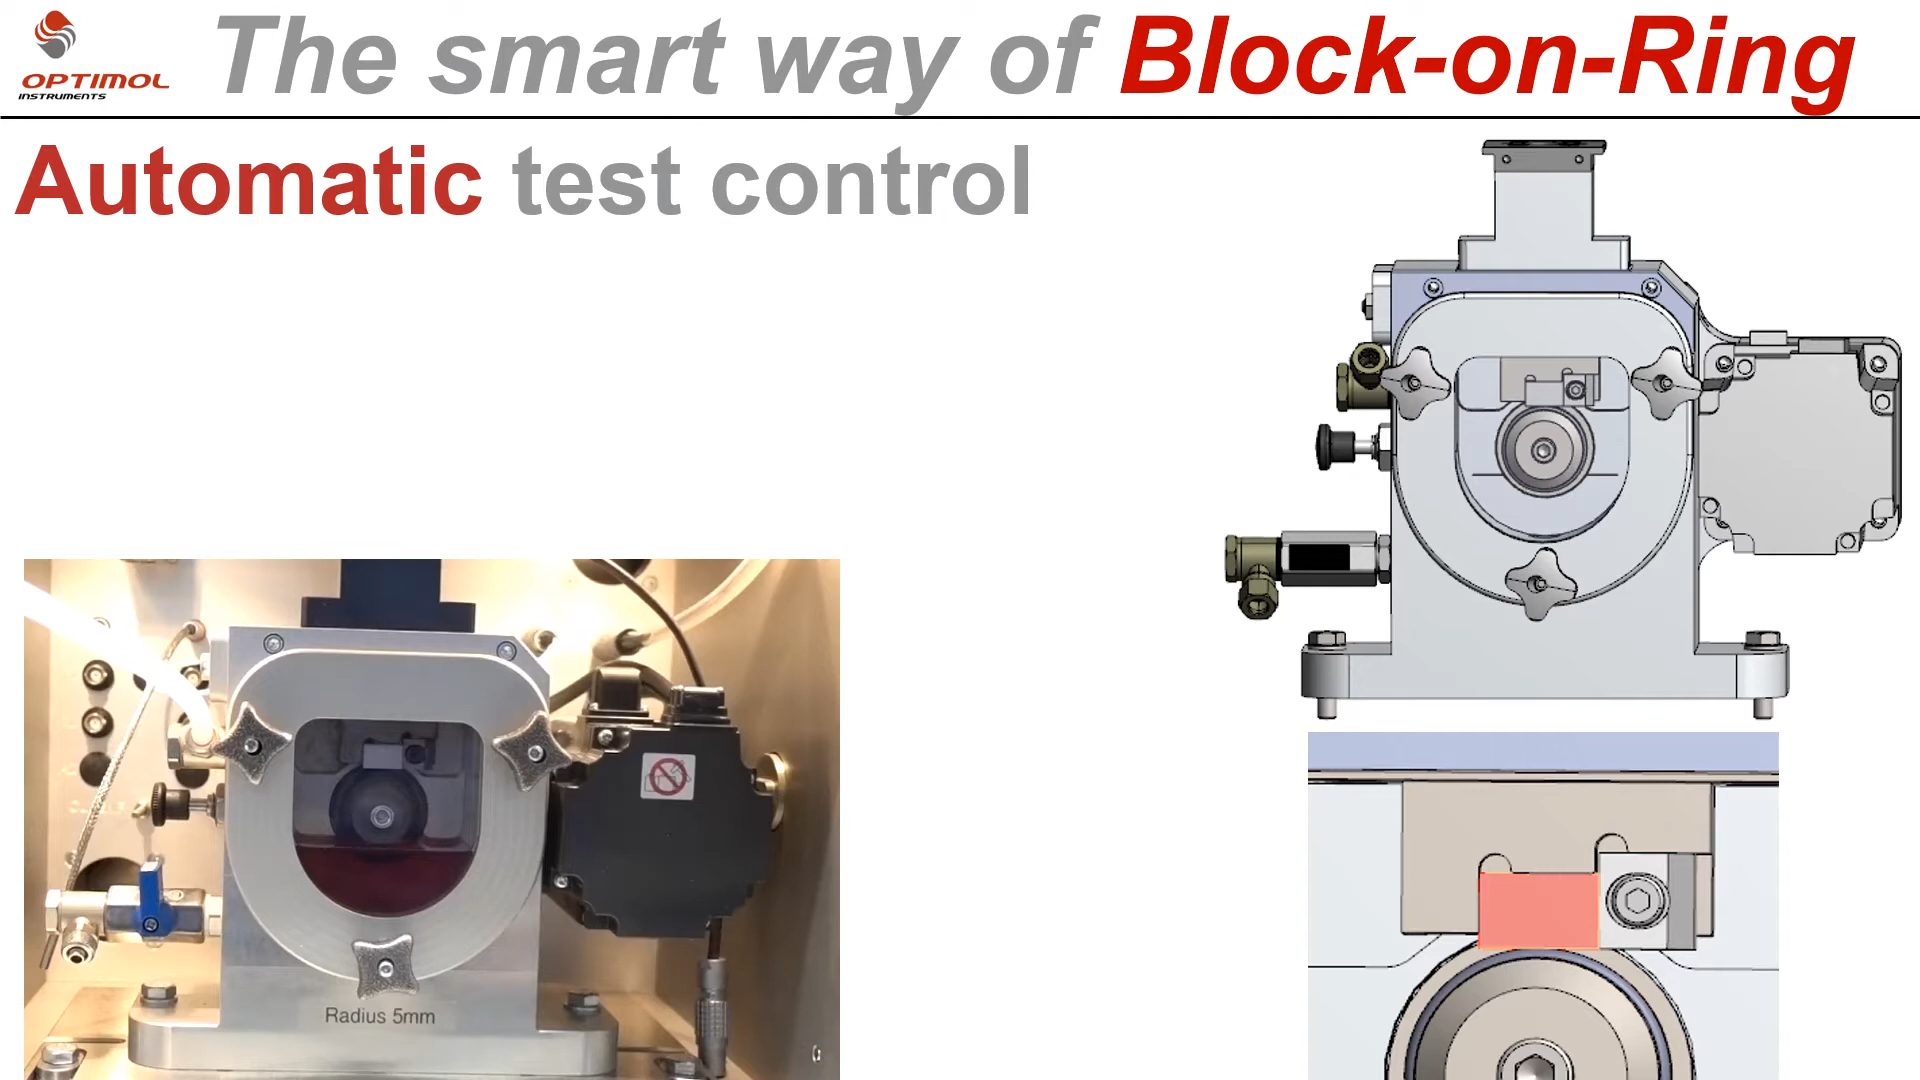 OPTIMOL
INSTRUMENTS
The smart way of Block-on-Ring
Automatic test control
Radius 5mm